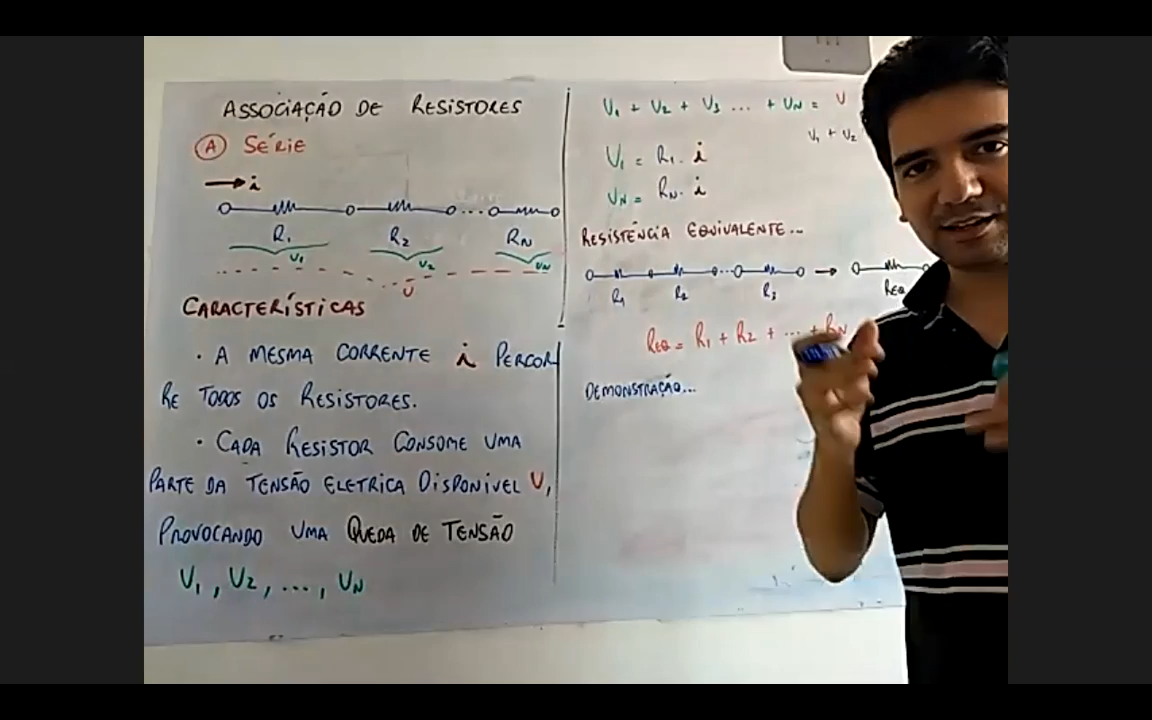 ASSOCIAÇÃO DE RESISTORES
A SÉRIE
i
R1 R2 ... RN
V1 V2 VN
U
CARACTERÍSTICAS
· A MESMA CORRENTE i PERCOR
RE TODOS OS RESISTORES.
· CADA RESISTOR CONSOME UMA
PARTE DA TENSÃO ELETRICA DISPONIVEL U,
PROVOCANDO UMA QUEDA DE TENSÃO
V1, V2, ..., VN
V1 + V2 + V3 ... + VN = U
V1 + V2
V1 = R1. i
VN = RN. i
RESISTÊNCIA EQUIVALENTE...
R1 R2 ... R3 REQ
REQ = R1 + R2 + ... + RN
DEMONSTRAÇÃO...